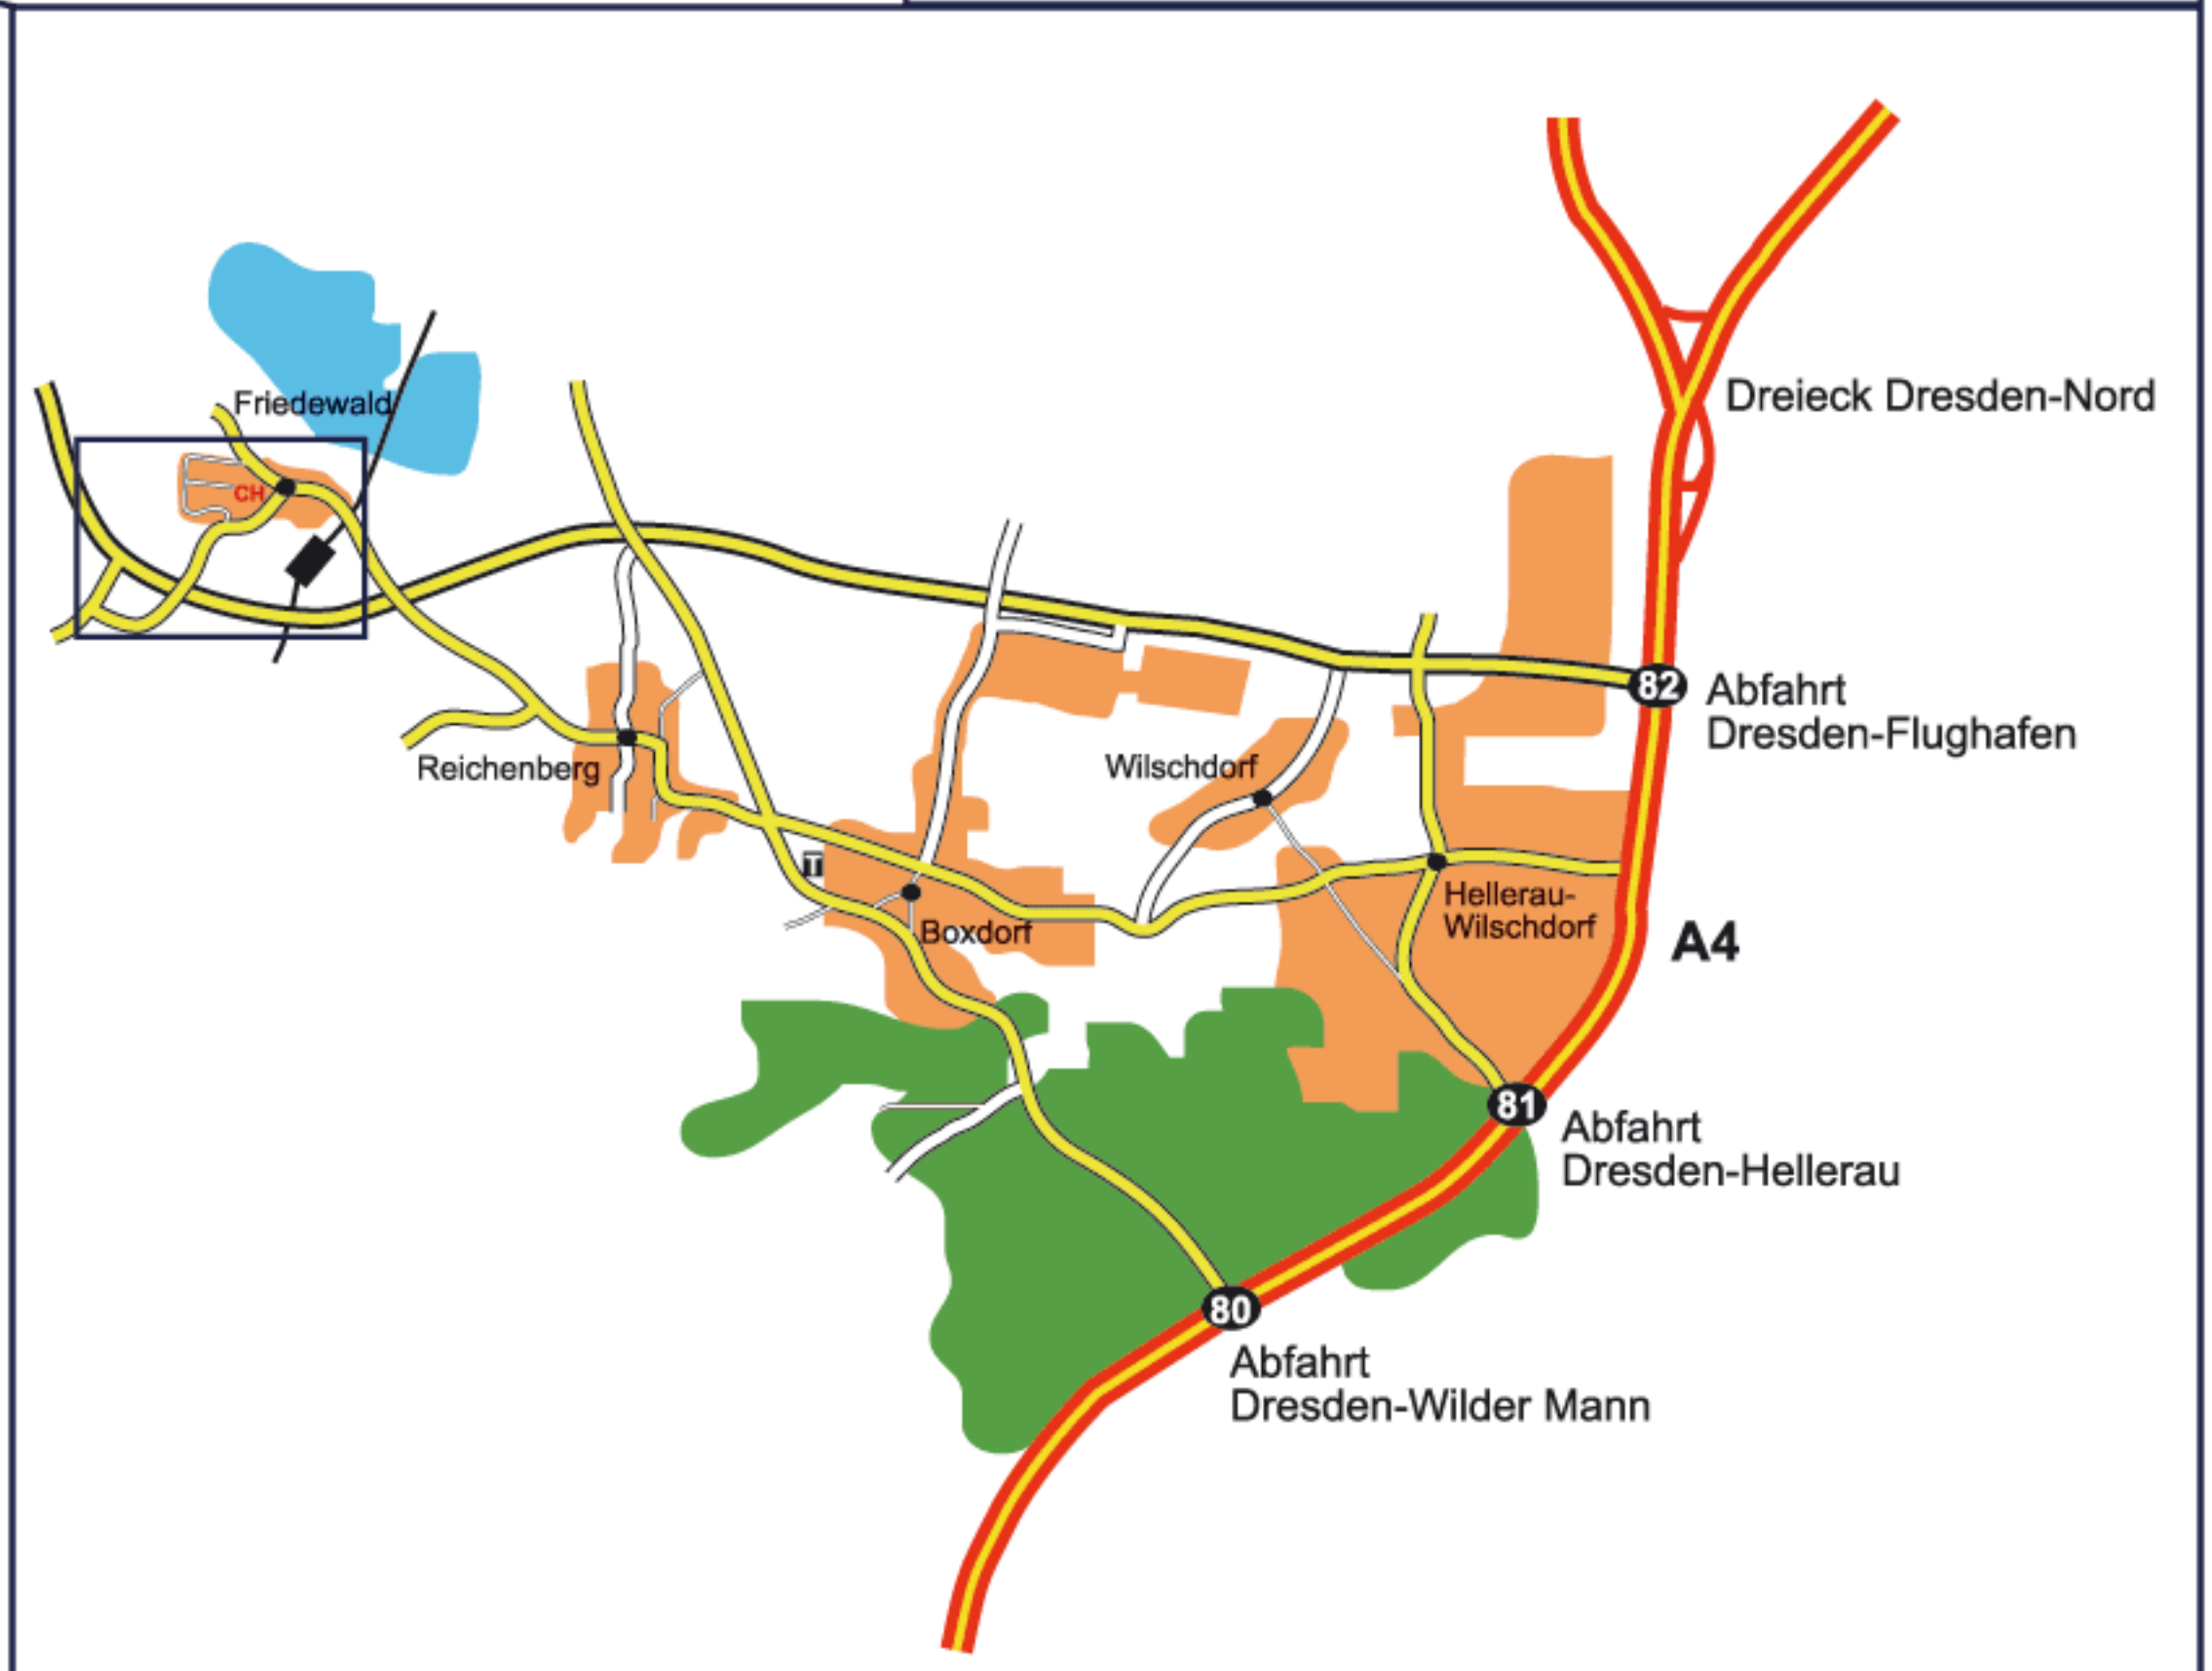 Dreieck Dresden-Nord
Friedewald
CH
82
Abfahrt
Dresden-Flughafen
Reichenberg
Wilschdorf
T
Hellerau-
Wilschdorf
Boxdorf
A4
81
Abfahrt
Dresden-Hellerau
80
Abfahrt
Dresden-Wilder Mann